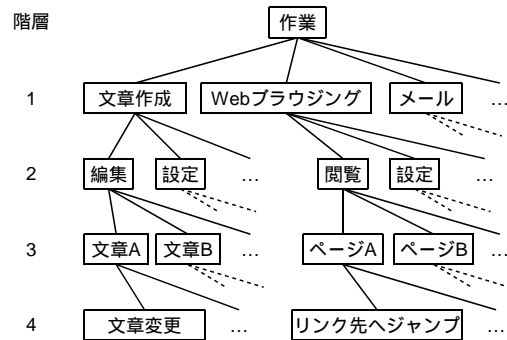 階層
作業
1 文章作成 Webブラウジング メール …
2 編集 設定 … 閲覧 設定 …
3 文章A 文章B … ページA ページB …
4 文章変更 … リンク先へジャンプ …